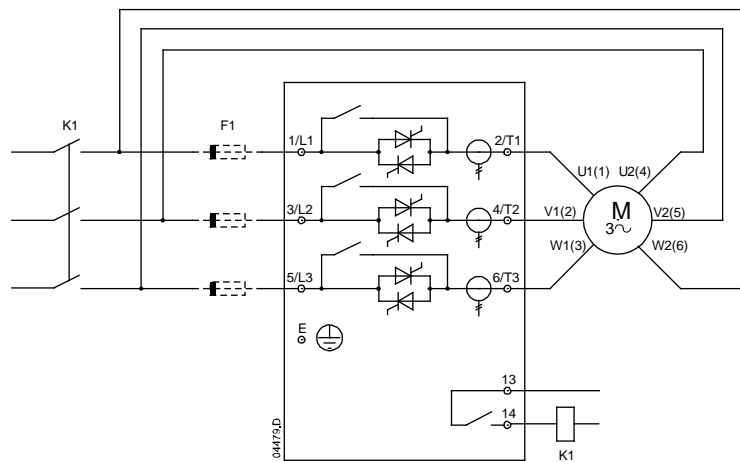 K1
F1
1/L1
2/T1
U1(1)
U2(4)
3/L2
4/T2
V1(2)
M
3
V2(5)
W1(3)
W2(6)
5/L3
6/T3
E
13
14
04479.D
K1